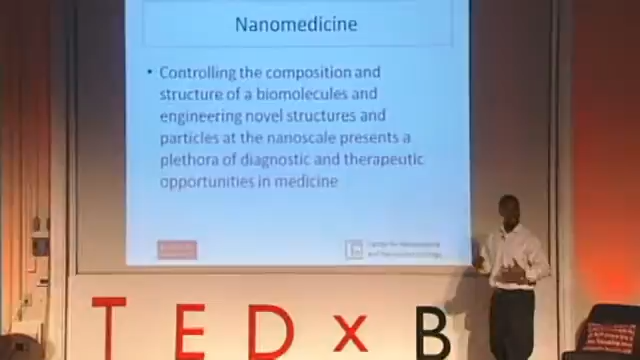 Nanomedicine
• Controlling the composition and
structure of a biomolecules and
engineering novel structures and
particles at the nanoscale presents a
plethora of diagnostic and therapeutic
opportunities in medicine
TEDxB